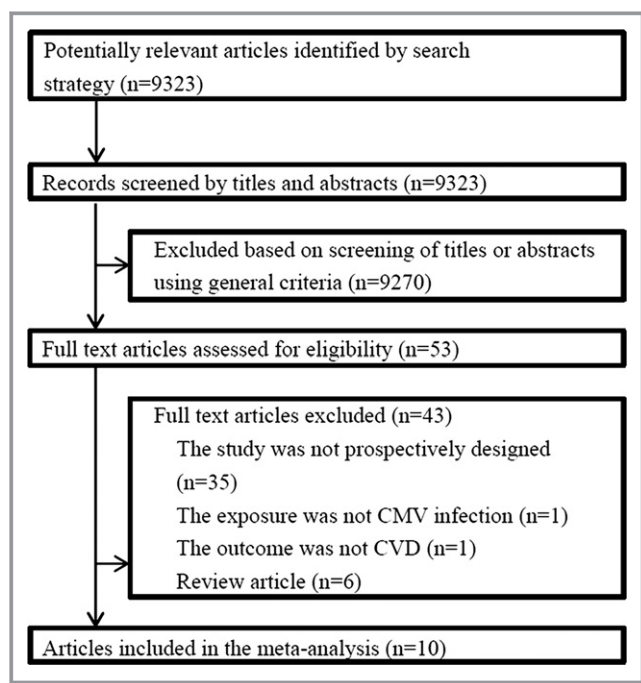 Potentially relevant articles identified by search
strategy (n=9323)
Records screened by titles and abstracts (n=9323)
Excluded based on screening of titles or abstracts
using general criteria (n=9270)
Full text articles assessed for eligibility (n=53)
Full text articles excluded (n=43)
The study was not prospectively designed
(n=35)
The exposure was not CMV infection (n=1)
The outcome was not CVD (n=1)
Review article (n=6)
Articles included in the meta-analysis (n=10)